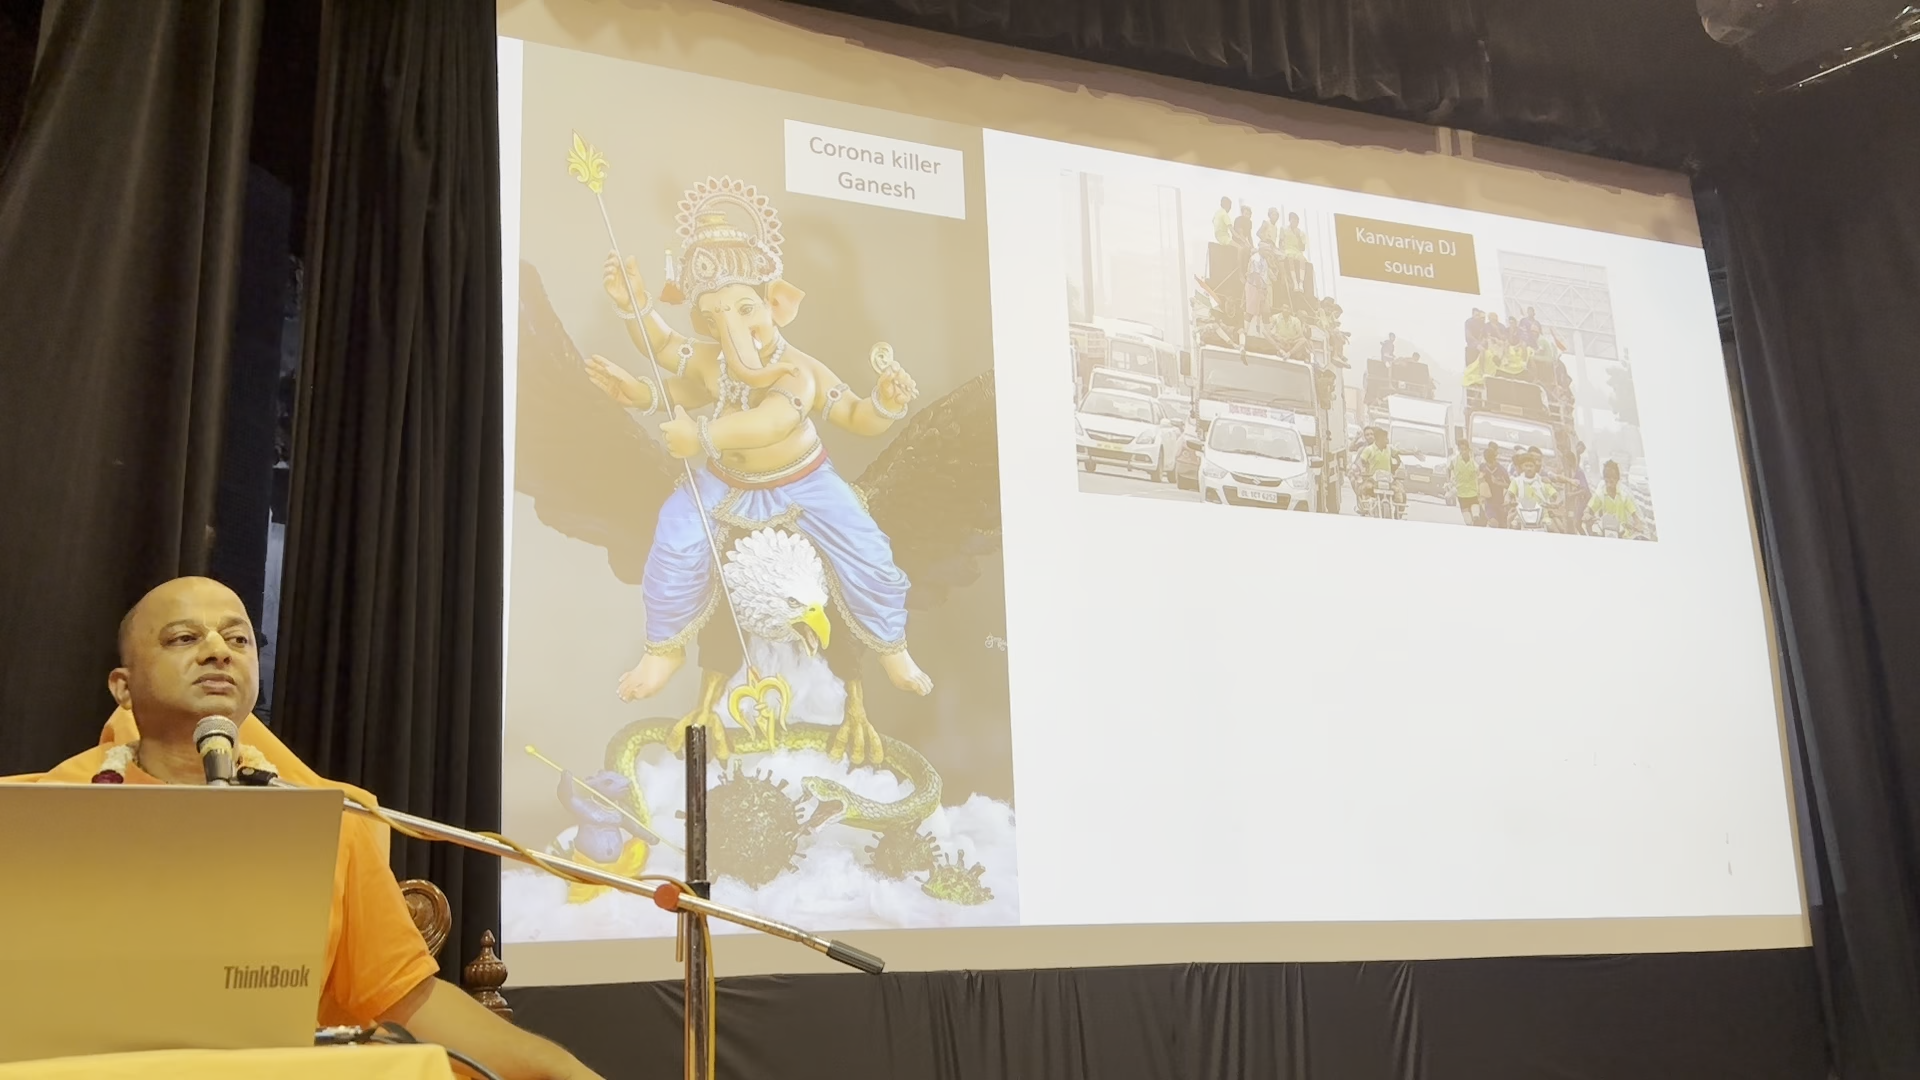 Corona killer
Ganesh
Kanvariya DJ
sound
ThinkBook